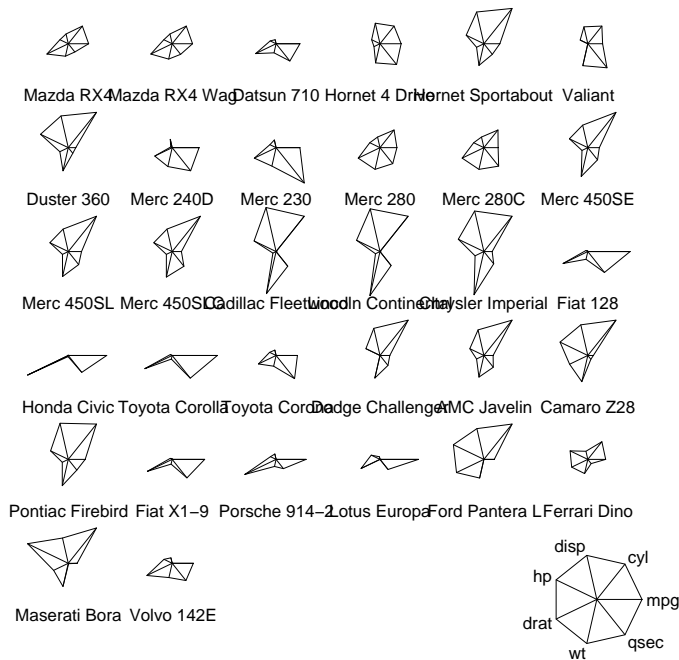 Mazda RX4 Mazda RX4 Wag Datsun 710 Hornet 4 Drive Hornet Sportabout Valiant
Duster 360 Merc 240D Merc 230 Merc 280 Merc 280C Merc 450SE
Merc 450SL Merc 450SLC Cadillac Fleetwood Lincoln Continental Chrysler Imperial Fiat 128
Honda Civic Toyota Corolla Toyota Corona Dodge Challenger AMC Javelin Camaro Z28
Pontiac Firebird Fiat X1−9 Porsche 914−2 Lotus Europa Ford Pantera L Ferrari Dino
Maserati Bora Volvo 142E
disp
cyl
hp
mpg
drat
qsec
wt